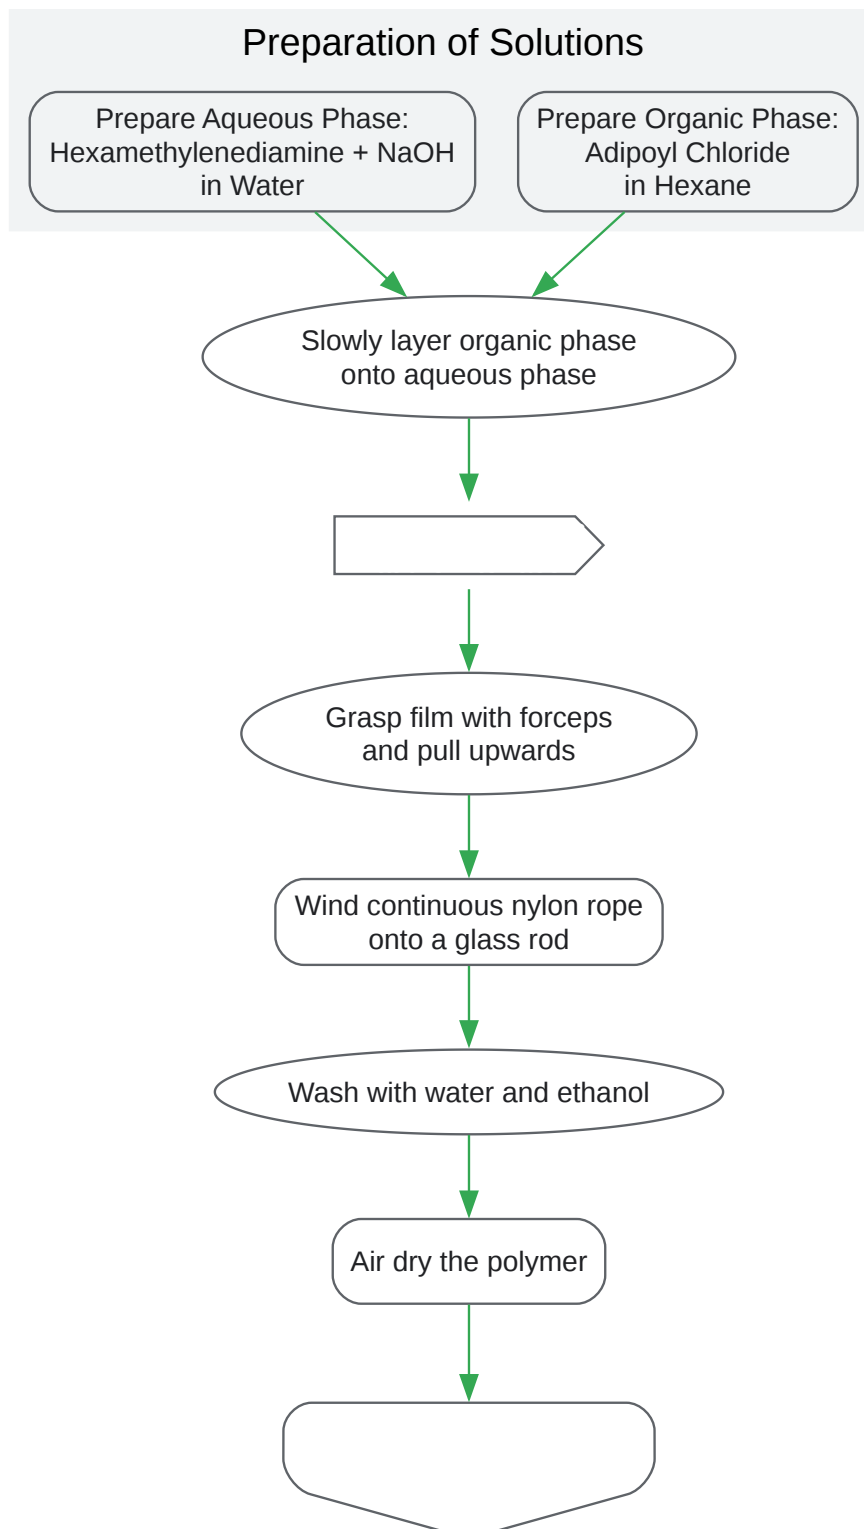 Preparation of Solutions
Prepare Aqueous Phase:
Hexamethylenediamine + NaOH
in Water
Prepare Organic Phase:
Adipoyl Chloride
in Hexane
Slowly layer organic phase
onto aqueous phase
Grasp film with forceps
and pull upwards
Wind continuous nylon rope
onto a glass rod
Wash with water and ethanol
Air dry the polymer